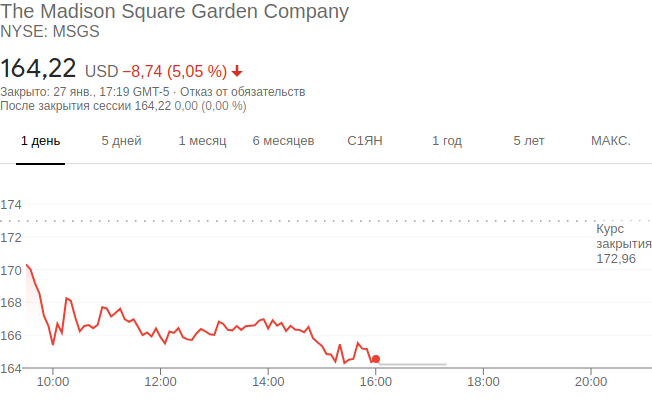 The Madison Square Garden Company
NYSE: MSGS
164,22 USD −8,74 (5,05 %)
Закрыто: 27 янв., 17:19 GMT-5 · Отказ от обязательств
После закрытия сессии 164,22 0,00 (0,00 %)
1 день 5 дней 1 месяц 6 месяцев С1ЯН 1 год 5 лет МАКС.
174
172
170
168
166
164
Курс
закрытия
172,96
10:00 12:00 14:00 16:00 18:00 20:00